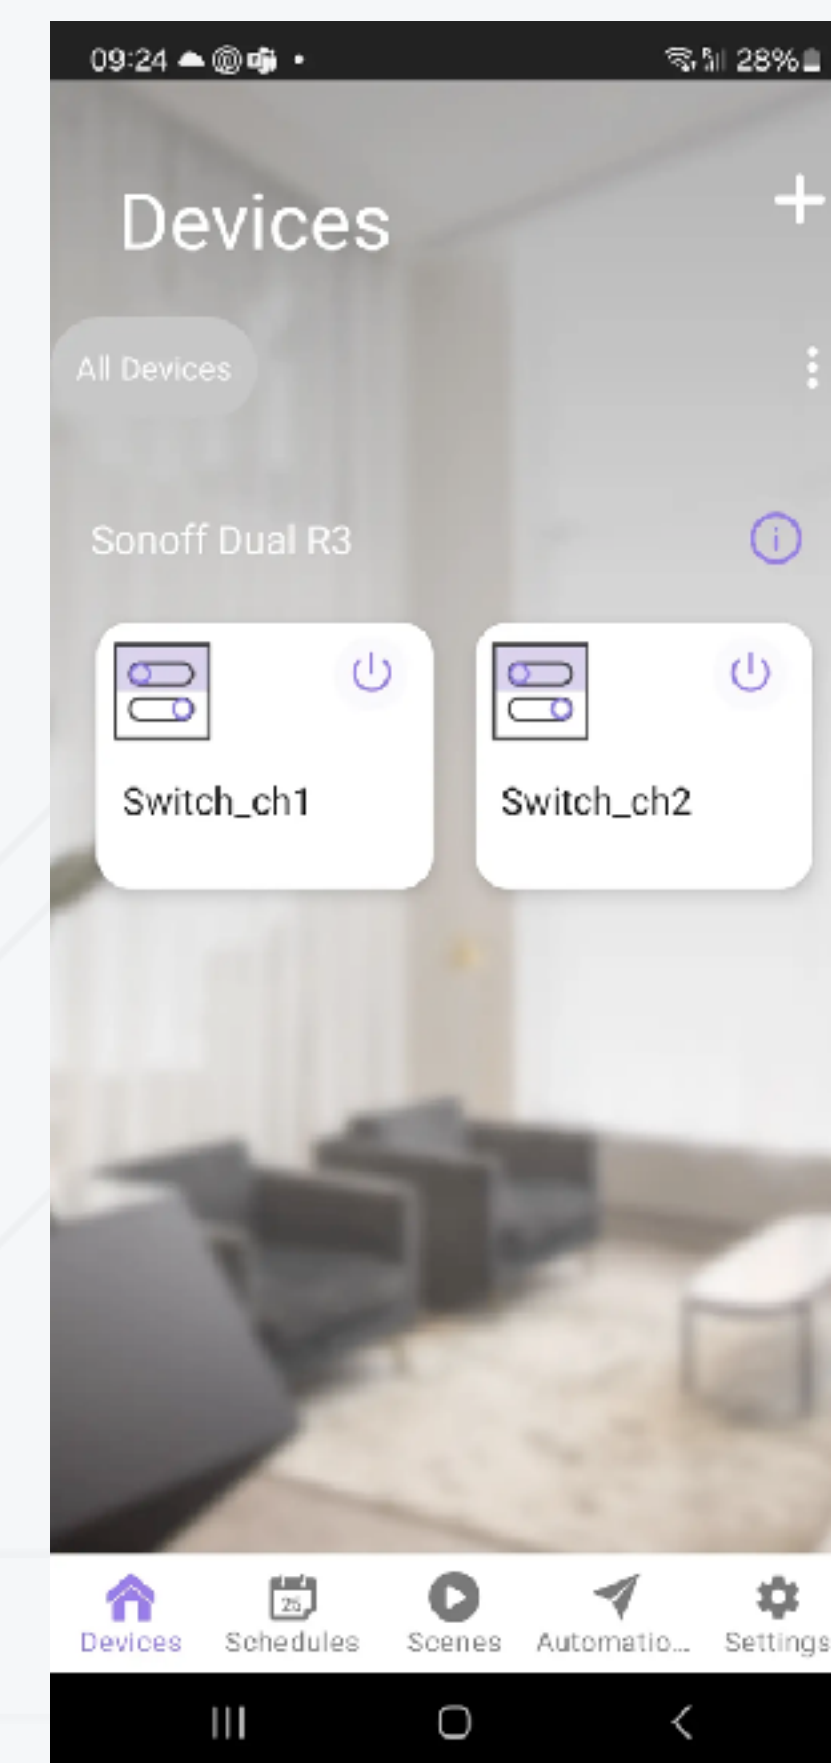 09:24 28%
Devices
All Devices
Sonoff Dual R3
Switch_ch1 Switch_ch2
Devices Schedules Scenes Automatio... Settings